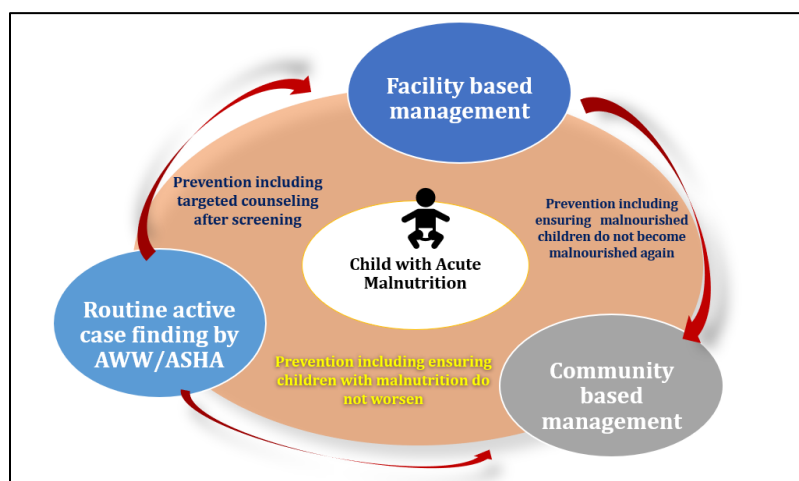 Facility based
management
Prevention including
targeted counseling
after screening
Prevention including
ensuring malnourished
children do not become
malnourished again
Child with Acute
Malnutrition
Routine active
case finding by
AWW/ASHA
Prevention including ensuring
children with malnutrition do
not worsen
Community
based
management